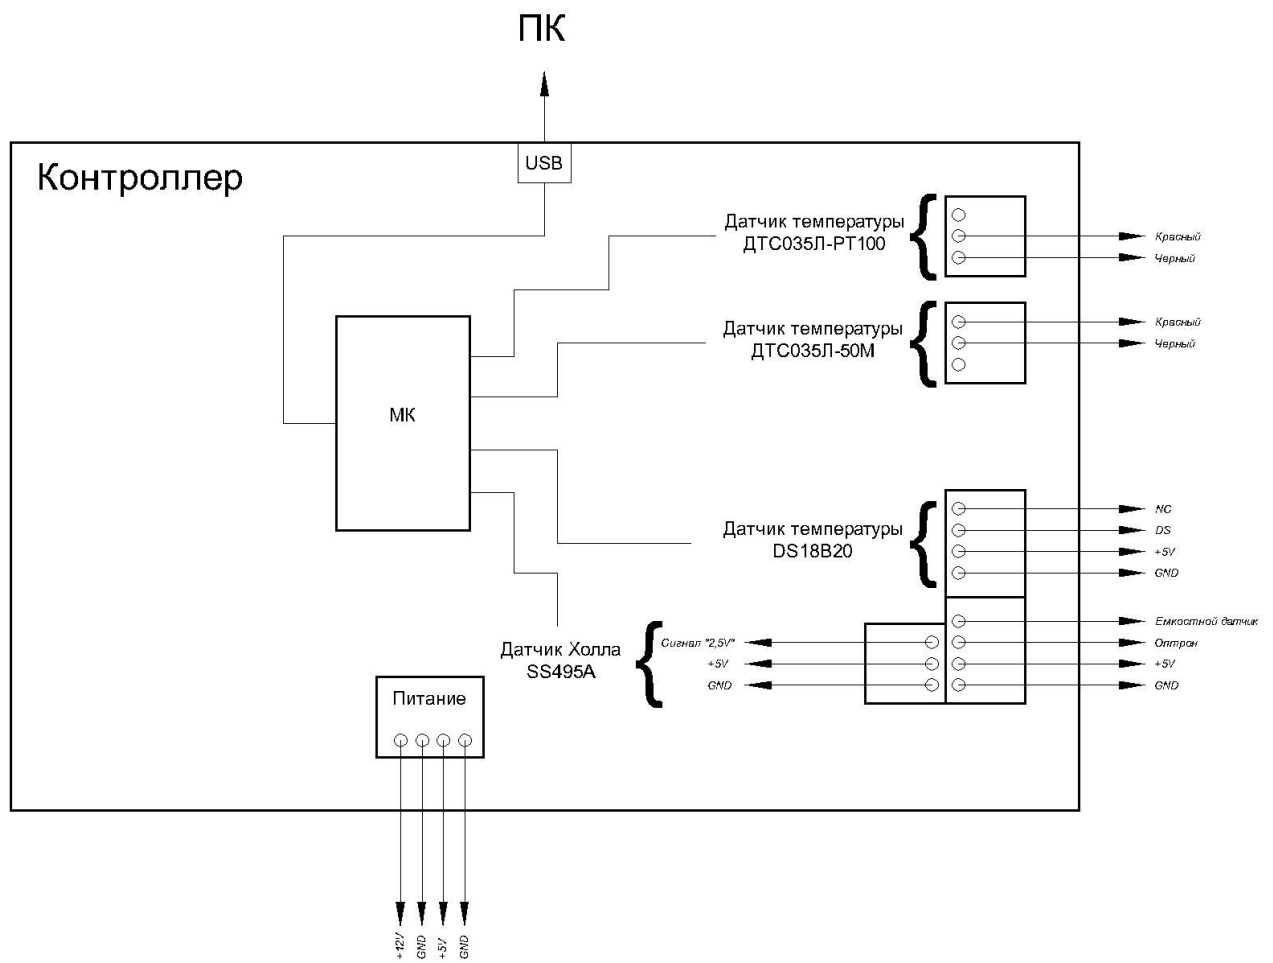 ПК
USB
Контроллер
Датчик температуры
ДТС035Л-РТ100
Красный
Черный
Датчик температуры
ДТС035Л-50М
Красный
Черный
МК
Датчик температуры
DS18B20
NC
DS
+5V
GND
Емкостной датчик
Оптрон
+5V
GND
Датчик Холла
SS495A
Сигнал "2,5V"
+5V
GND
Питание
+12V
GND
+5V
GND